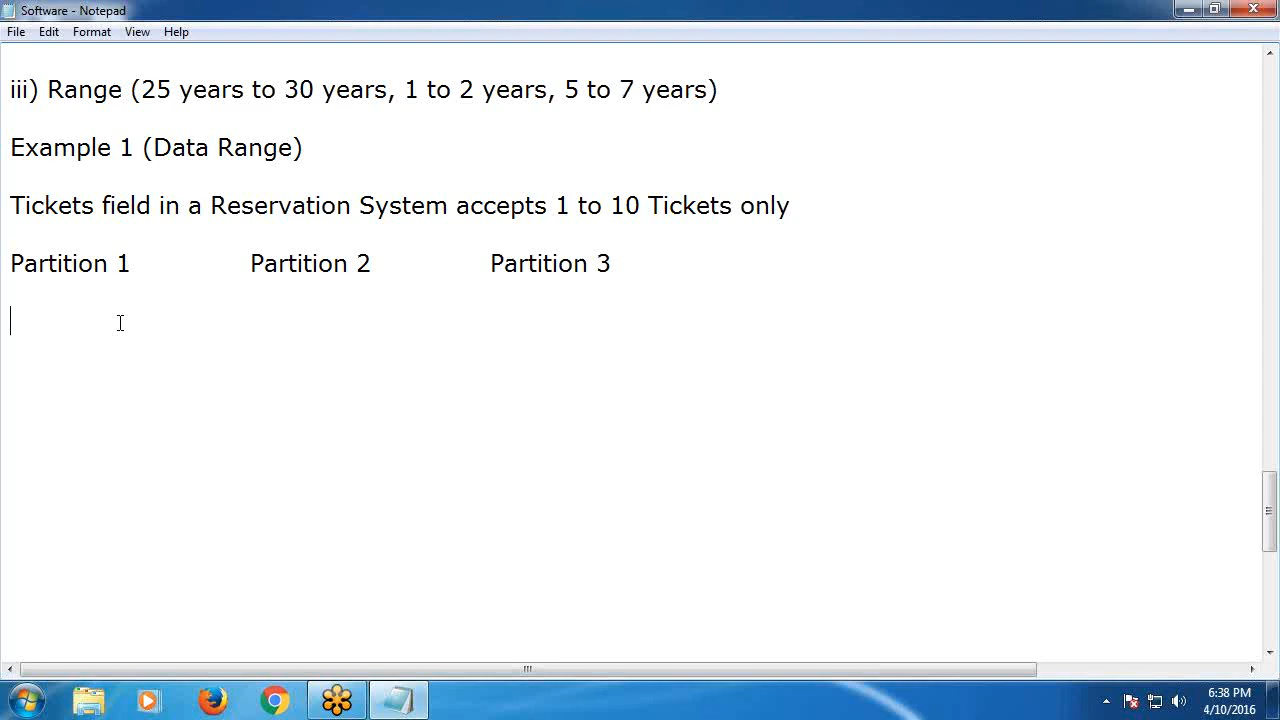 Software - Notepad
File Edit Format View Help
iii) Range (25 years to 30 years, 1 to 2 years, 5 to 7 years)
Example 1 (Data Range)
Tickets field in a Reservation System accepts 1 to 10 Tickets only
Partition 1 Partition 2 Partition 3
6:38 PM
4/10/2016